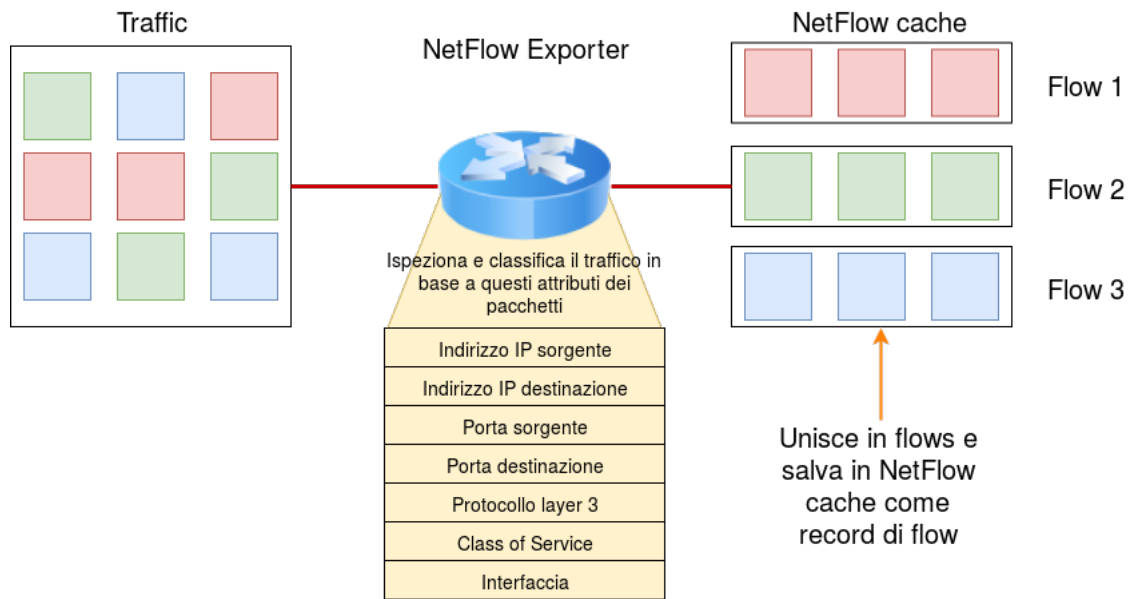 Traffic
NetFlow Exporter
NetFlow cache
Flow 1
Flow 2
Flow 3
Ispeziona e classifica il traffico in
base a questi attributi dei
pacchetti
Indirizzo IP sorgente
Indirizzo IP destinazione
Porta sorgente
Porta destinazione
Protocollo layer 3
Class of Service
Interfaccia
Unisce in flows e
salva in NetFlow
cache come
record di flow